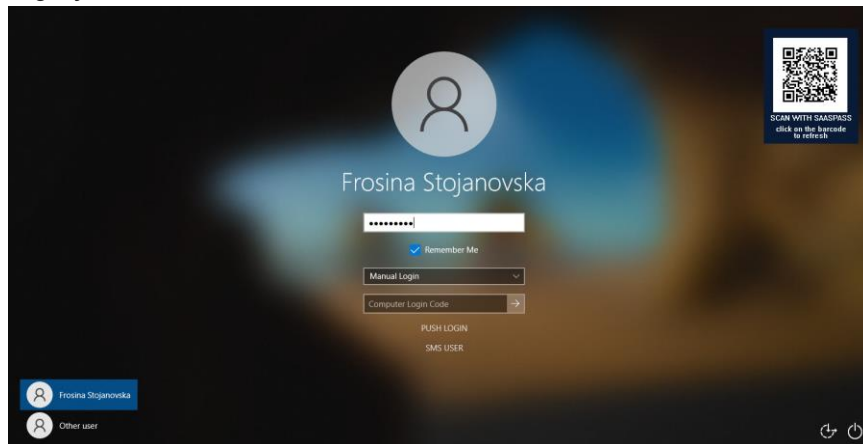 SCAN WITH SAASPASS
click on the barcode
to refresh
Frosina Stojanovska
•••••••••
Remember Me
Manual Login
Computer Login Code
PUSH LOGIN
SMS USER
Frosina Stojanovska
Other user